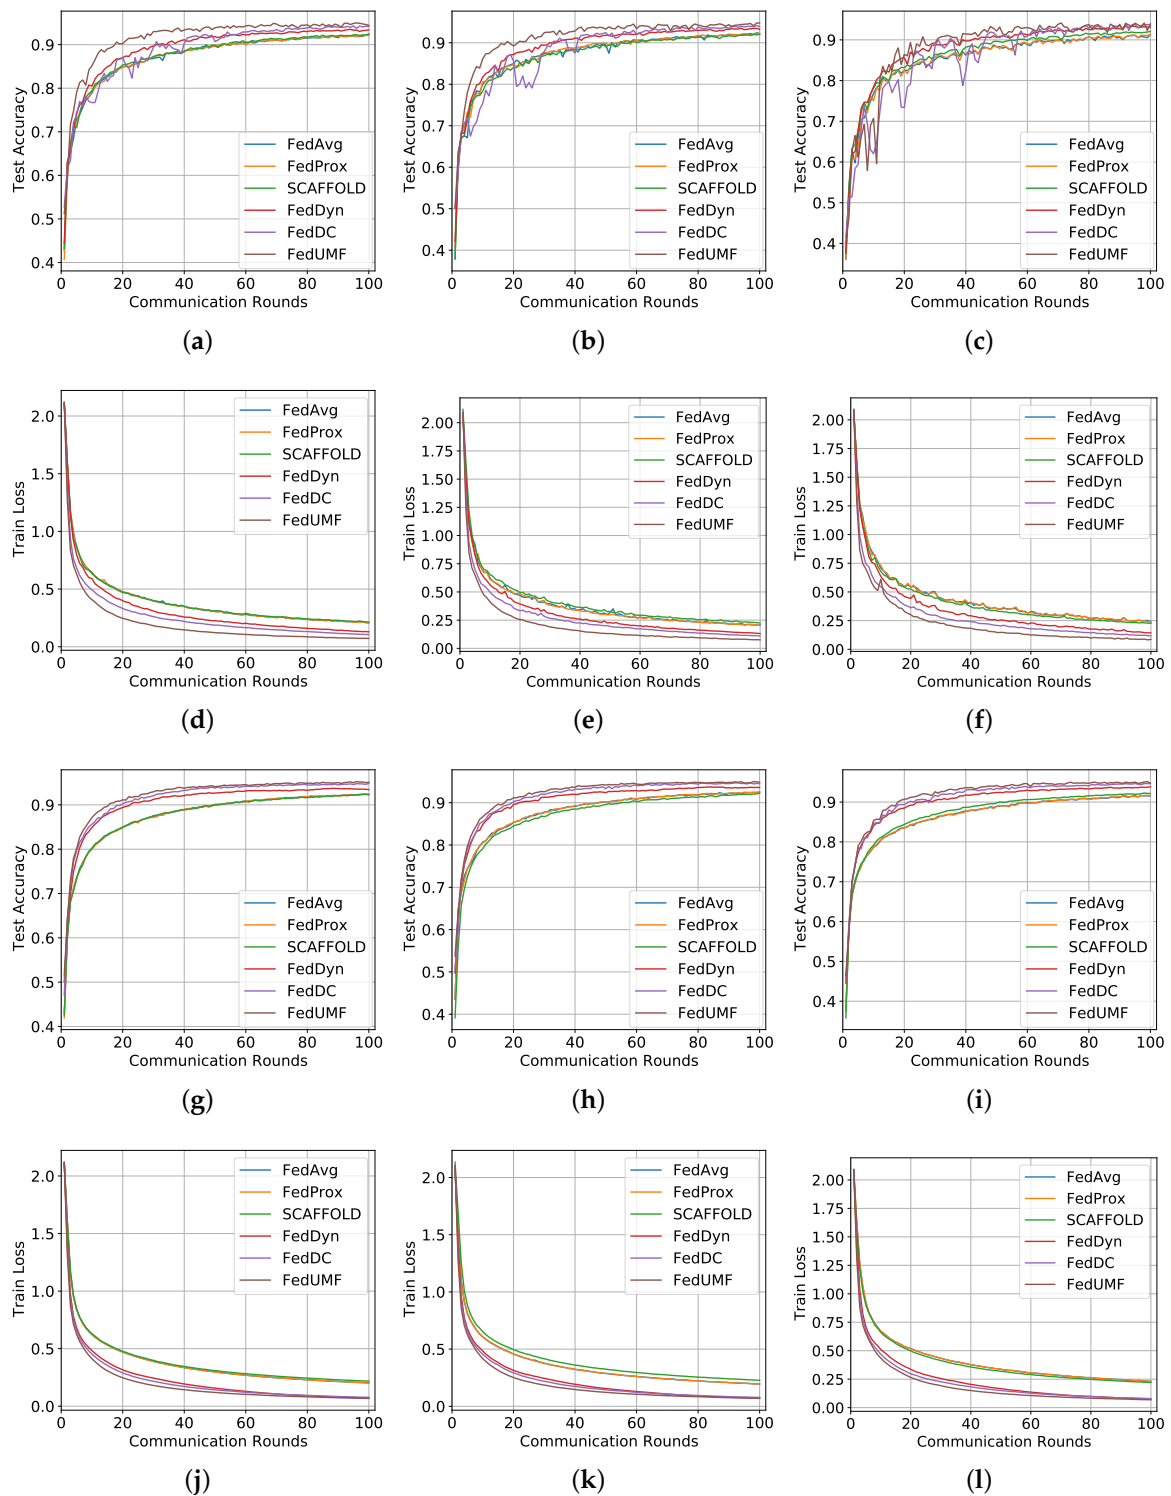 Test Accuracy
0.9
0.8
0.7
0.6
0.5
0.4
FedAvg
FedProx
SCAFFOLD
FedDyn
FedDC
FedUMF
0 20 40 60 80 100
Communication Rounds
(a)
Test Accuracy
0.9
0.8
0.7
0.6
0.5
0.4
FedAvg
FedProx
SCAFFOLD
FedDyn
FedDC
FedUMF
0 20 40 60 80 100
Communication Rounds
(b)
Test Accuracy
0.9
0.8
0.7
0.6
0.5
0.4
FedAvg
FedProx
SCAFFOLD
FedDyn
FedDC
FedUMF
0 20 40 60 80 100
Communication Rounds
(c)
Train Loss
2.0
1.5
1.0
0.5
0.0
FedAvg
FedProx
SCAFFOLD
FedDyn
FedDC
FedUMF
0 20 40 60 80 100
Communication Rounds
(d)
Train Loss
2.00
1.75
1.50
1.25
1.00
0.75
0.50
0.25
0.00
FedAvg
FedProx
SCAFFOLD
FedDyn
FedDC
FedUMF
0 20 40 60 80 100
Communication Rounds
(e)
Train Loss
2.00
1.75
1.50
1.25
1.00
0.75
0.50
0.25
0.00
FedAvg
FedProx
SCAFFOLD
FedDyn
FedDC
FedUMF
0 20 40 60 80 100
Communication Rounds
(f)
Test Accuracy
0.9
0.8
0.7
0.6
0.5
0.4
FedAvg
FedProx
SCAFFOLD
FedDyn
FedDC
FedUMF
0 20 40 60 80 100
Communication Rounds
(g)
Test Accuracy
0.9
0.8
0.7
0.6
0.5
0.4
FedAvg
FedProx
SCAFFOLD
FedDyn
FedDC
FedUMF
0 20 40 60 80 100
Communication Rounds
(h)
Test Accuracy
0.9
0.8
0.7
0.6
0.5
0.4
FedAvg
FedProx
SCAFFOLD
FedDyn
FedDC
FedUMF
0 20 40 60 80 100
Communication Rounds
(i)
Train Loss
2.0
1.5
1.0
0.5
0.0
FedAvg
FedProx
SCAFFOLD
FedDyn
FedDC
FedUMF
0 20 40 60 80 100
Communication Rounds
(j)
Train Loss
2.0
1.5
1.0
0.5
0.0
FedAvg
FedProx
SCAFFOLD
FedDyn
FedDC
FedUMF
0 20 40 60 80 100
Communication Rounds
(k)
Train Loss
2.00
1.75
1.50
1.25
1.00
0.75
0.50
0.25
0.00
FedAvg
FedProx
SCAFFOLD
FedDyn
FedDC
FedUMF
0 20 40 60 80 100
Communication Rounds
(l)